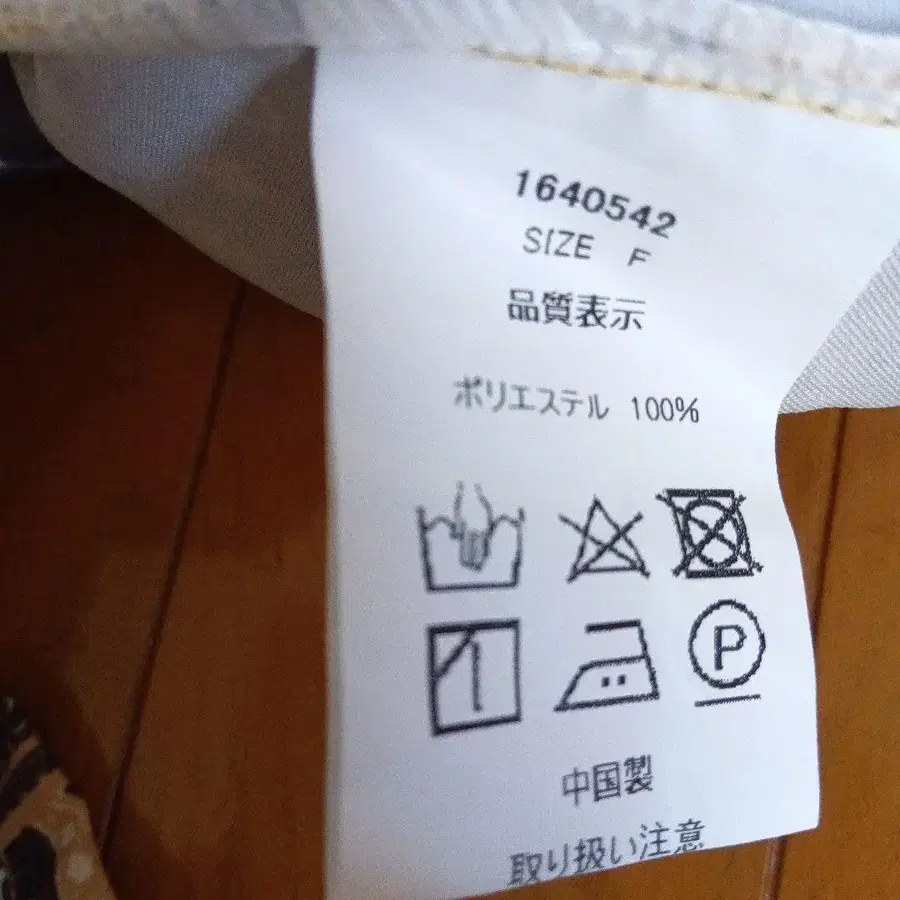 1640542
SIZE F
品質表示
ポリエステル 100%
P
中国製
取り扱い注意